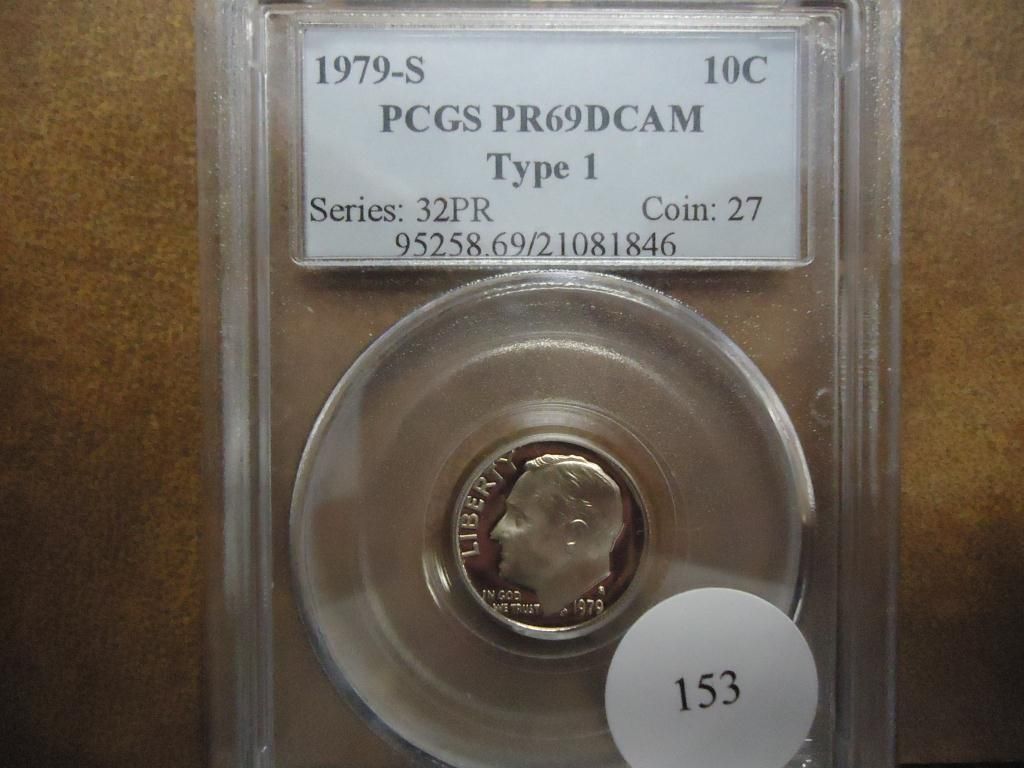 1979-S 10C
PCGS PR69DCAM
Type 1
Series: 32PR Coin: 27
95258.69/21081846
LIBERTY
IN GOD
WE TRUST
1979
153